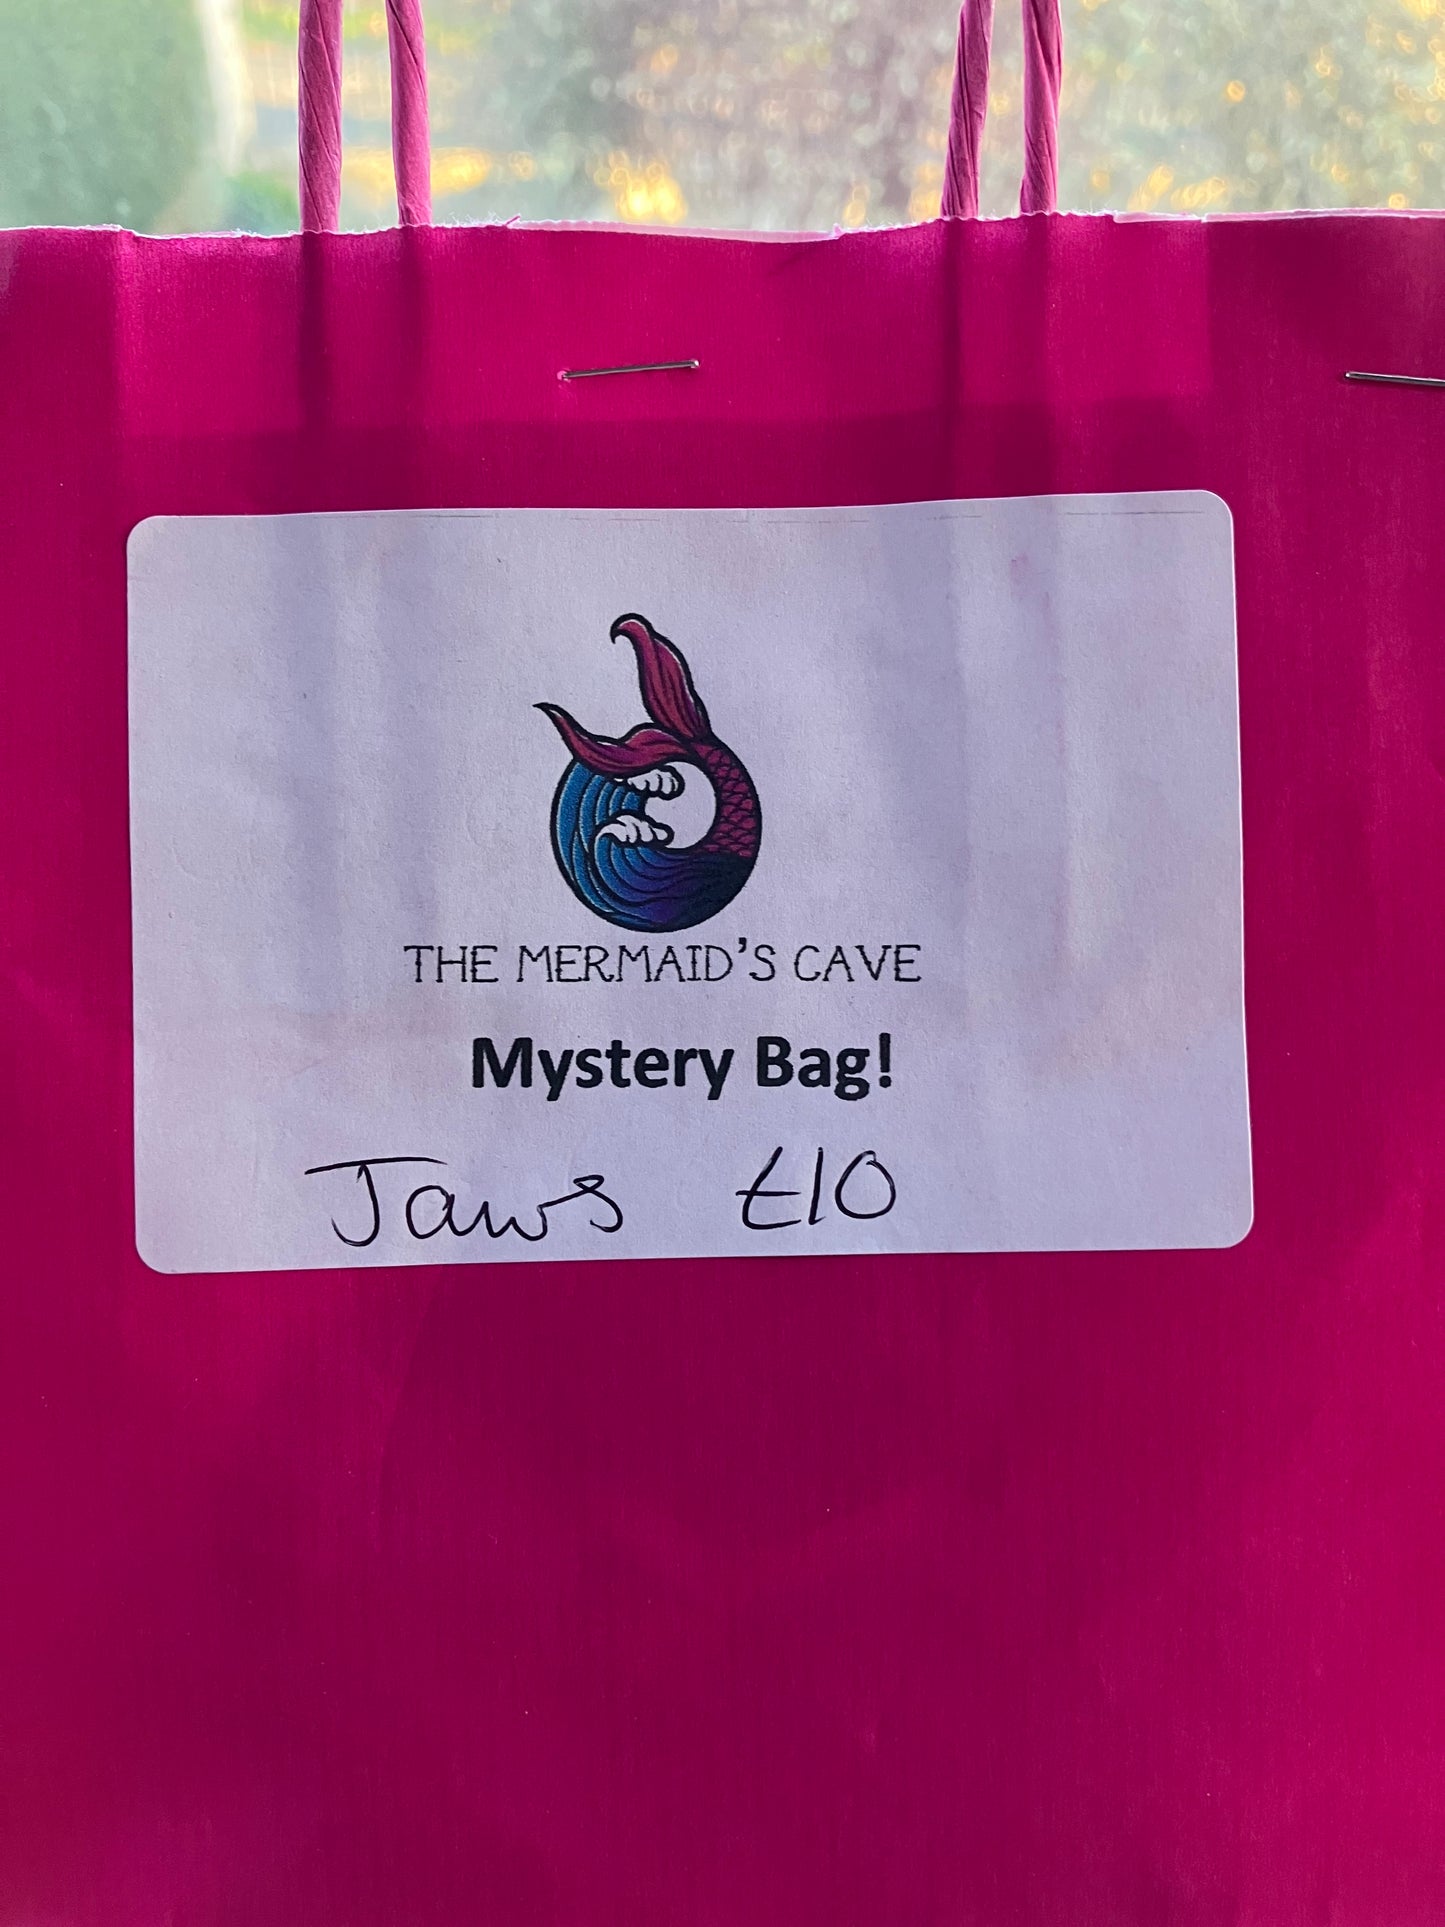 THE MERMAID'S CAVE
Mystery Bag!
Jaws £10